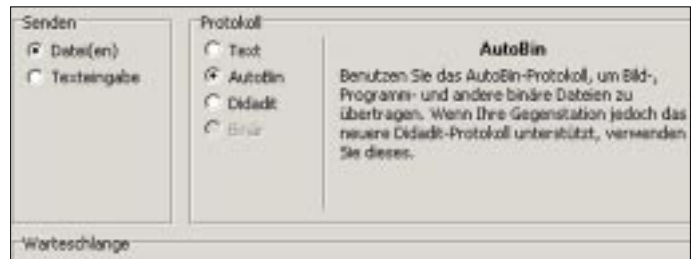 Senden
Datei(en)
Texteingabe
Protokoll
Text
AutoBin
Didadit
Binär
AutoBin
Benutzen Sie das AutoBin-Protokoll, um Bild-,
Programm- und andere binäre Dateien zu
übertragen. Wenn Ihre Gegenstation jedoch das
neuere Didadit-Protokoll unterstützt, verwenden
Sie dieses.
Warteschlange